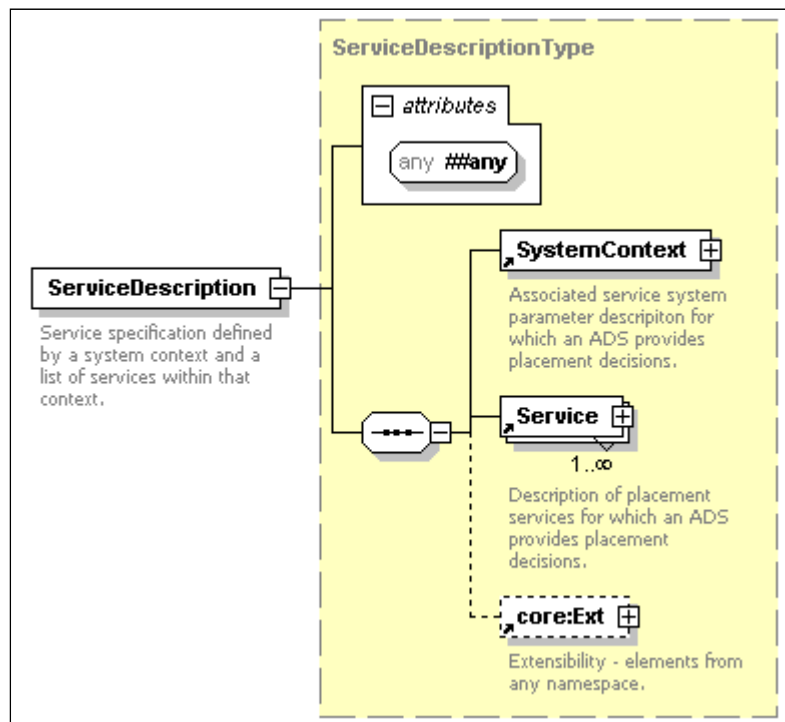 ServiceDescriptionType
attributes
any ##any
SystemContext
Associated service system
parameter descripiton for
which an ADS provides
placement decisions.
ServiceDescription
Service specification defined
by a system context and a
list of services within that
context.
Service
1..∞
Description of placement
services for which an ADS
provides placement
decisions.
core:Ext
Extensibility - elements from
any namespace.